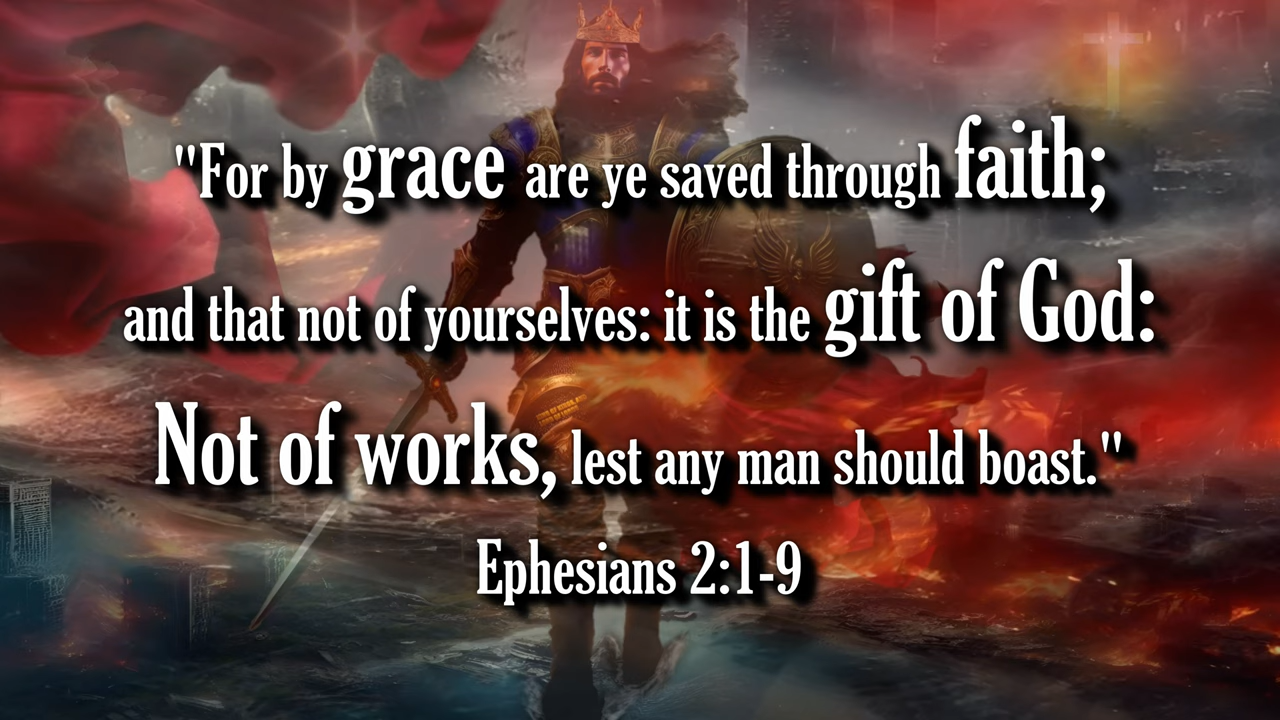 "For by grace are ye saved through faith;
and that not of yourselves: it is the gift of God:
Not of works, lest any man should boast."
Ephesians 2:1-9